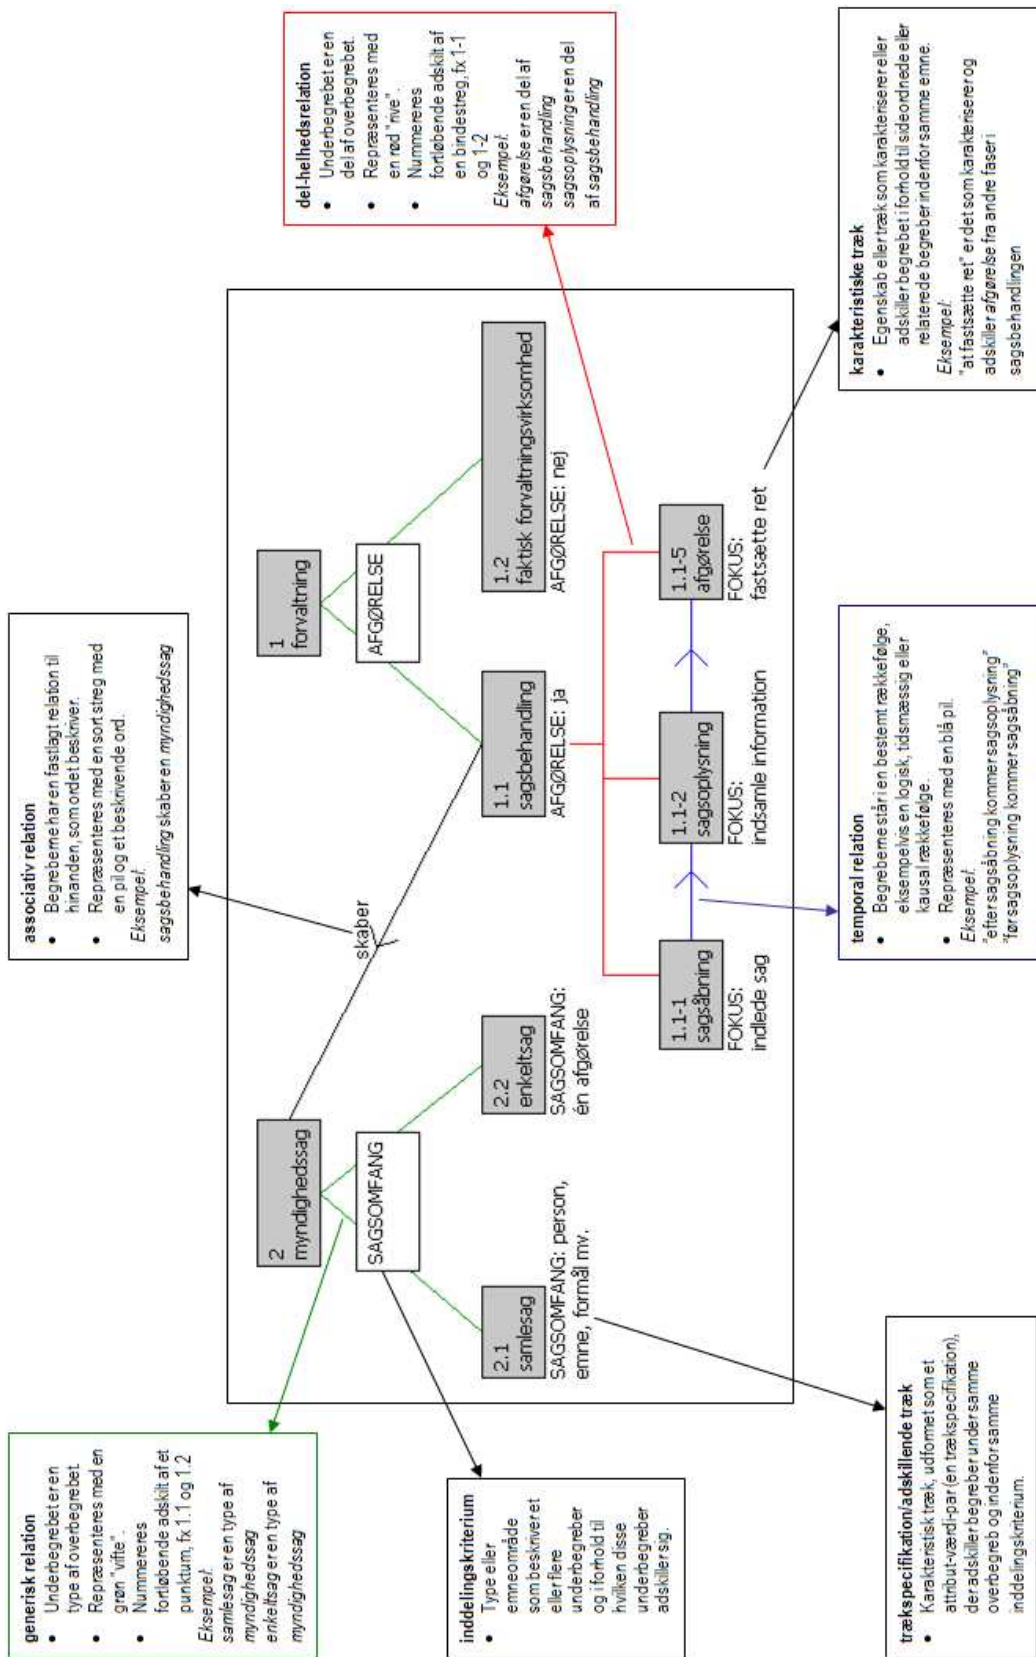 generisk relation
• Underbegrebet er en
type af overbegrebet
• Repræsenteres med en
grøn "vifte".
• Nummereres
fortløbende adskilt af et
punktum, fx 1.1 og 1.2
Eksempel:
samlesag er en type af
myndighedssag
enkeltsag er en type af
myndighedssag
associativ relation
• Begreberne har en fastlagt relation til
hinanden, som ordet beskriver.
• Repræsenteres med en sort streg med
en pil og et beskrivende ord.
Eksempel:
sagsbehandling skaber en myndighedssag
del-helhedsrelation
• Underbegrebet er en
del af overbegrebet.
• Repræsenteres med
en rød "rive".
• Nummereres
fortløbende adskilt af
en bindestreg, fx 1-1
og 1-2
Eksempel:
afgørelse er en del af
sagsbehandling
sagsoplysning er en del
af sagsbehandling
2
myndighedssag
skaber
1
forvaltning
SAGSOMFANG
AFGØRELSE
2.1
samlesag
SAGSOMFANG: person,
emne, formål mv.
2.2
enkeltsag
SAGSOMFANG:
én afgørelse
1.1
sagsbehandling
AFGØRELSE: ja
1.2
faktisk forvaltningsvirksomhed
AFGØRELSE: nej
1.1-1
sagsåbning
FOKUS:
indlede sag
1.1-2
sagsoplysning
FOKUS:
indsamle information
1.1-5
afgørelse
FOKUS:
fastsætte ret
inddelingskriterium
• Type eller
emneområde
som beskriver et
eller flere
underbegreber
og i forhold til
hvilken disse
underbegreber
adskiller sig.
trækspecifikation/adskillende træk
• Karakteristisk træk, udformet som et
attribut-værdi-par (en trækspecifikation),
der adskiller begreber under samme
overbegreb og indenfor samme
inddelingskriterium.
temporal relation
• Begreberne står i en bestemt rækkefølge,
eksempelvis en logisk, tidsmæssig eller
kausal rækkefølge.
• Repræsenteres med en blå pil.
Eksempel:
"efter sagsåbning kommer sagsoplysning"
"før sagsoplysning kommer sagsåbning"
karakteristiske træk
• Egenskab eller træk som karakteriserer eller
adskiller begrebet i forhold til sideordnede eller
relaterede begreber indenfor samme emne.
Eksempel:
"at fastsætte ret" er det som karakteriserer og
adskiller afgørelse fra andre faser i
sagsbehandlingen